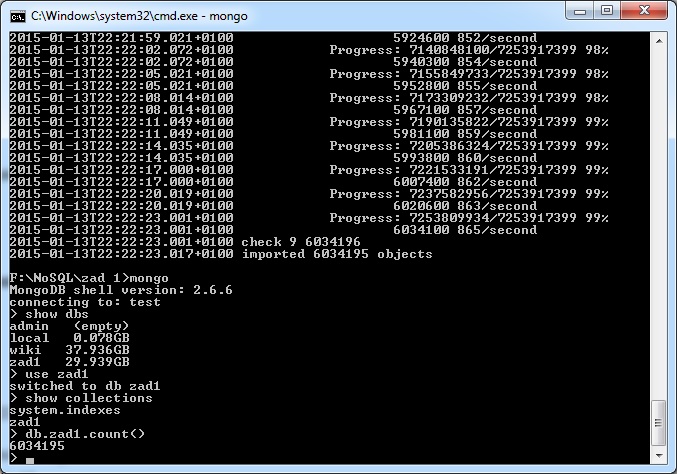 C:\Windows\system32\cmd.exe - mongo
2015-01-13T22:21:59.021+0100 5924600 852/second
2015-01-13T22:22:02.072+0100 Progress: 7140848100/7253917399 98%
2015-01-13T22:22:02.072+0100 5940300 854/second
2015-01-13T22:22:05.021+0100 Progress: 7155849733/7253917399 98%
2015-01-13T22:22:05.021+0100 5952800 855/second
2015-01-13T22:22:08.014+0100 Progress: 7173309232/7253917399 98%
2015-01-13T22:22:08.014+0100 5967100 857/second
2015-01-13T22:22:11.049+0100 Progress: 7190135822/7253917399 99%
2015-01-13T22:22:11.049+0100 5981100 859/second
2015-01-13T22:22:14.035+0100 Progress: 7205386324/7253917399 99%
2015-01-13T22:22:14.035+0100 5993800 860/second
2015-01-13T22:22:17.000+0100 Progress: 7221533191/7253917399 99%
2015-01-13T22:22:17.000+0100 6007400 862/second
2015-01-13T22:22:20.019+0100 Progress: 7237582956/7253917399 99%
2015-01-13T22:22:20.019+0100 6020600 863/second
2015-01-13T22:22:23.001+0100 Progress: 7253809934/7253917399 99%
2015-01-13T22:22:23.001+0100 6034100 865/second
2015-01-13T22:22:23.001+0100 check 9 6034196
2015-01-13T22:22:23.017+0100 imported 6034195 objects
F:\NoSQL\zad 1>mongo
MongoDB shell version: 2.6.6
connecting to: test
> show dbs
admin (empty)
local 0.078GB
wiki 37.936GB
zad1 29.939GB
> use zad1
switched to db zad1
> show collections
system.indexes
zad1
> db.zad1.count()
6034195
>